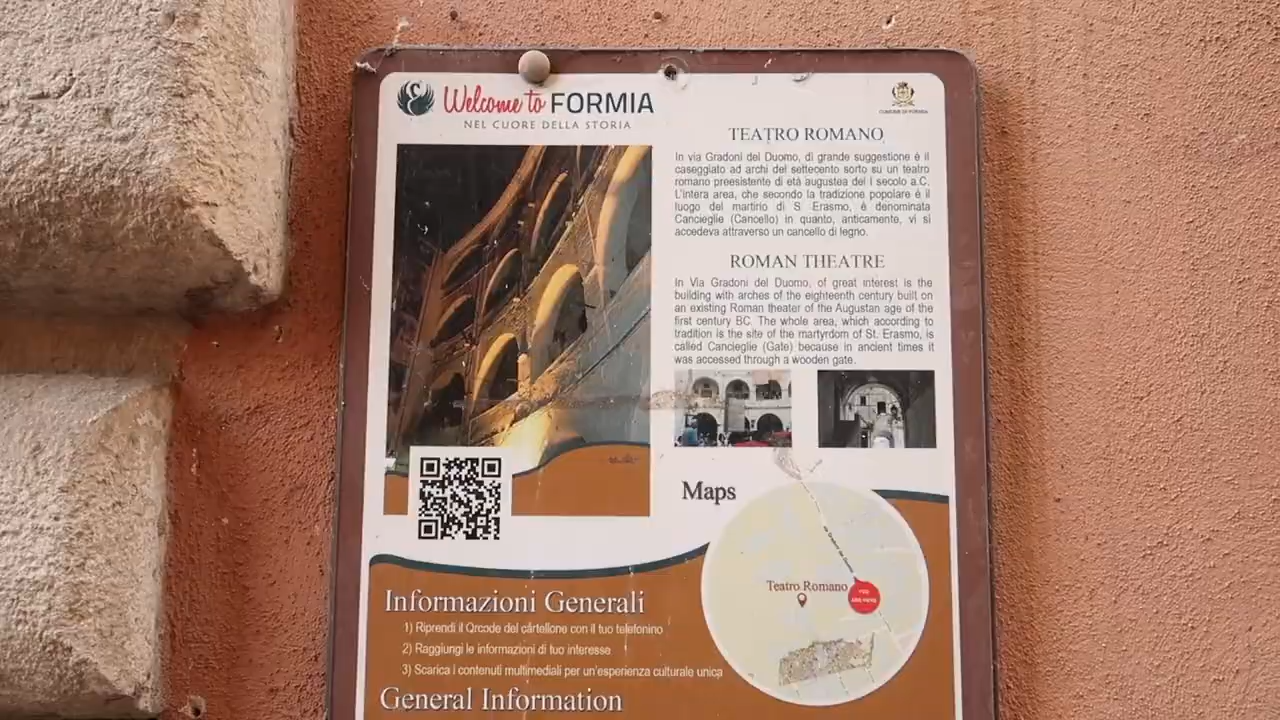 Welcome to FORMIA
NEL CUORE DELLA STORIA
COMUNE DI FORMIA
TEATRO ROMANO
In via Gradoni del Duomo, di grande suggestione è il
caseggiato ad archi del settecento sorto su un teatro
romano preesistente di età augustea del I secolo a.C.
L'intera area, che secondo la tradizione popolare è il
luogo del martirio di S. Erasmo, è denominata
Cancieglie (Cancello) in quanto, anticamente, vi si
accedeva attraverso un cancello di legno.
ROMAN THEATRE
In Via Gradoni del Duomo, of great interest is the
building with arches of the eighteenth century built on
an existing Roman theater of the Augustan age of the
first century BC. The whole area, which according to
tradition is the site of the martyrdom of St. Erasmo, is
called Cancieglie (Gate) because in ancient times it
was accessed through a wooden gate.
Maps
Teatro Romano
Informazioni Generali
1) Riprendi il Qrcode del cartellone con il tuo telefonino
2) Raggiungi le informazioni di tuo interesse
3) Scarica i contenuti multimediali per un'esperienza culturale unica
General Information